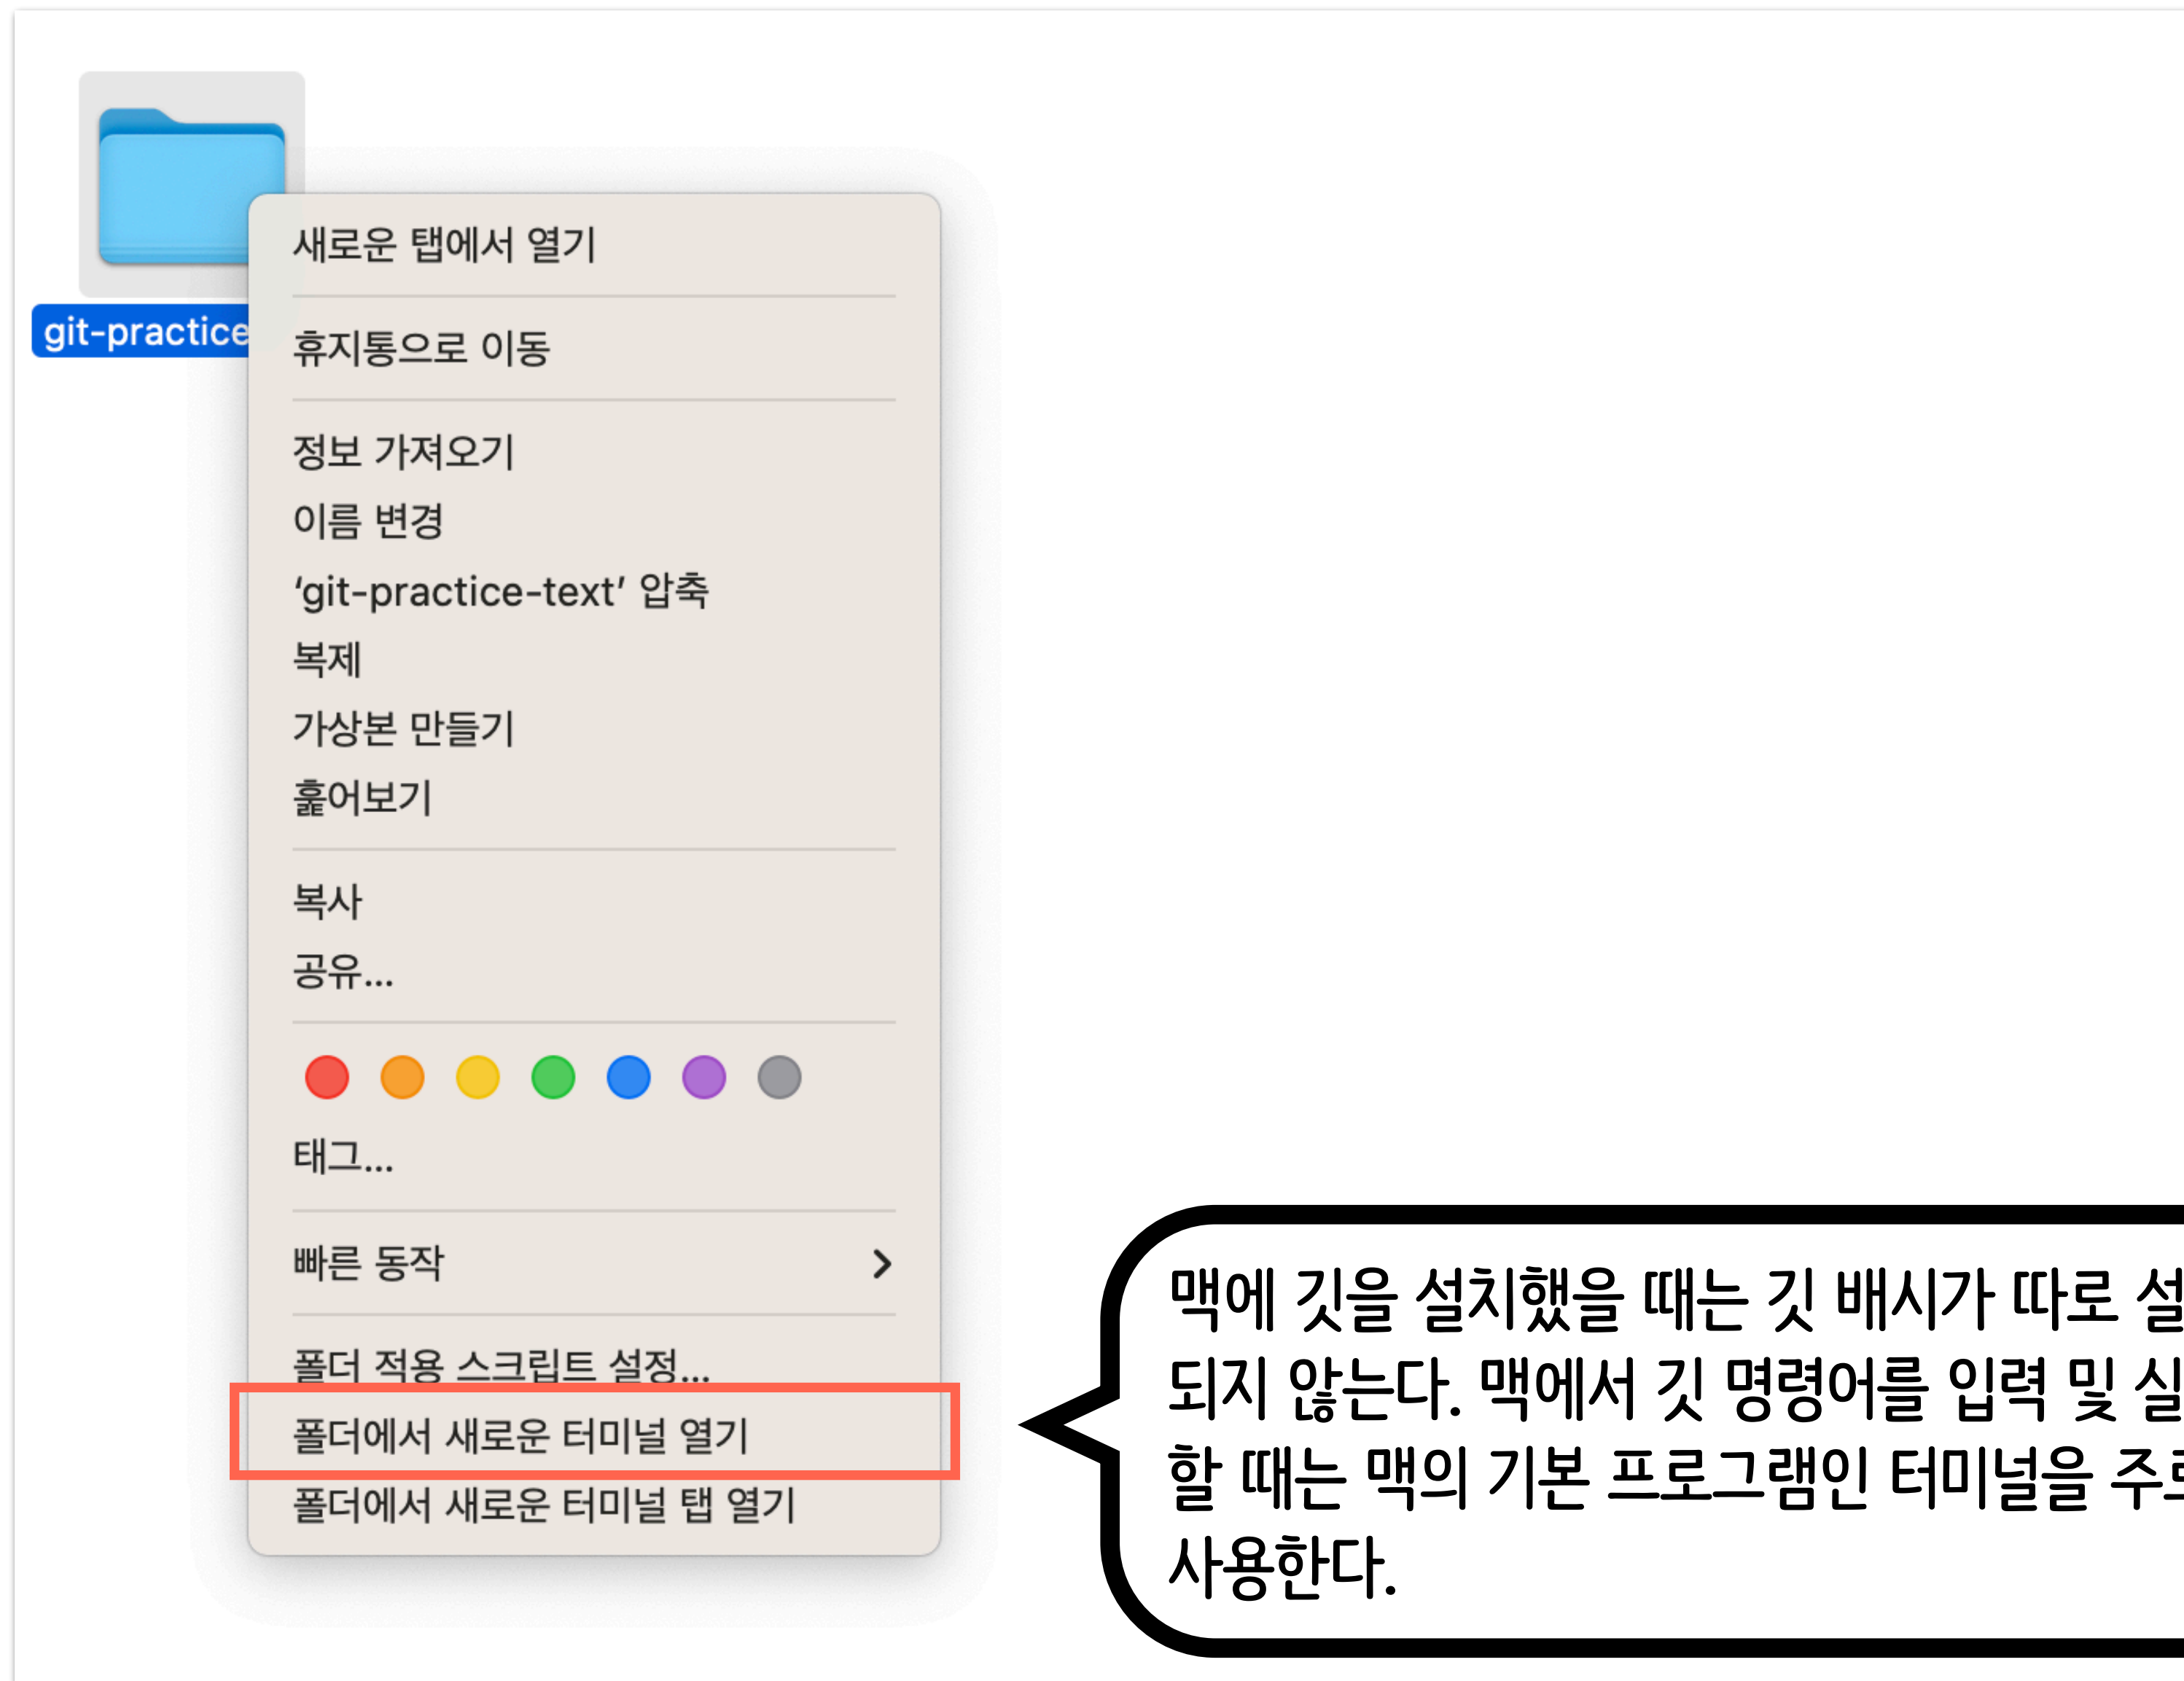 git-practice
새로운 탭에서 열기
휴지통으로 이동
정보 가져오기
이름 변경
‘git-practice-text’ 압축
복제
가상본 만들기
훑어보기
복사
공유...
태그...
빠른 동작
폴더 적용 스크립트 설정...
폴더에서 새로운 터미널 열기
폴더에서 새로운 터미널 탭 열기
맥에 깃을 설치했을 때는 깃 배시가 따로 설
되지 않는다. 맥에서 깃 명령어를 입력 및 실
할 때는 맥의 기본 프로그램인 터미널을 주로
사용한다.